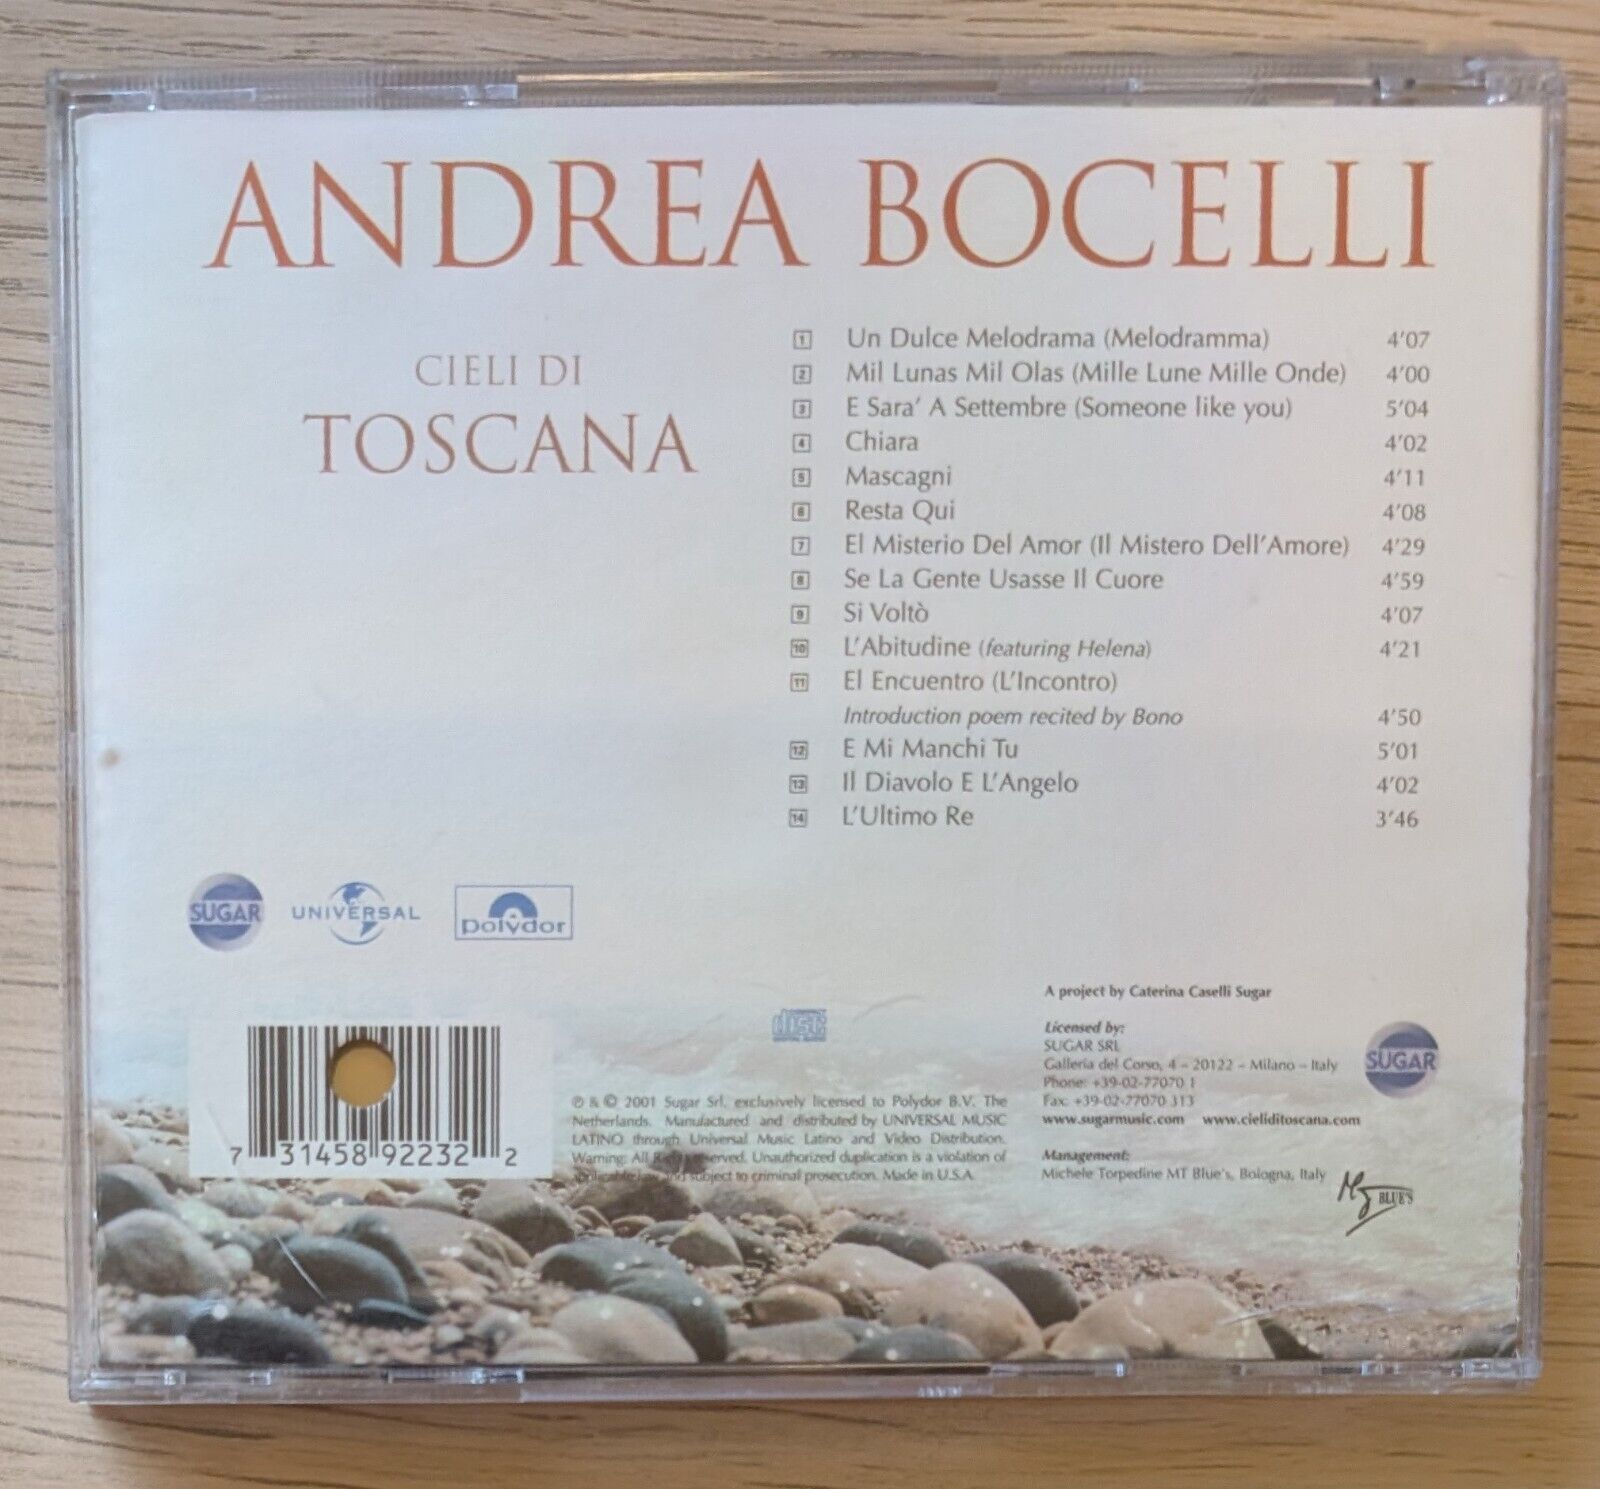 ANDREA BOCELLI
CIELI DI
TOSCANA
1 Un Dulce Melodrama (Melodramma) 4'07
2 Mil Lunas Mil Olas (Mille Lune Mille Onde) 4'00
3 E Sara' A Settembre (Someone like you) 5'04
4 Chiara 4'02
5 Mascagni 4'11
6 Resta Qui 4'08
7 El Misterio Del Amor (Il Mistero Dell'Amore) 4'29
8 Se La Gente Usasse Il Cuore 4'59
9 Si Voltò 4'07
10 L'Abitudine (featuring Helena) 4'21
11 El Encuentro (L'Incontro)
Introduction poem recited by Bono 4'50
12 E Mi Manchi Tu 5'01
13 Il Diavolo E L'Angelo 4'02
14 L'Ultimo Re 3'46
SUGAR
UNIVERSAL
polydor
7 31458 92232 2
disc
DIGITAL AUDIO
℗ & © 2001 Sugar Srl, exclusively licensed to Polydor B.V. The
Netherlands. Manufactured and distributed by UNIVERSAL MUSIC
LATINO through Universal Music Latino and Video Distribution.
Warning: All Rights Reserved. Unauthorized duplication is a violation of
applicable law and subject to criminal prosecution. Made in U.S.A.
A project by Caterina Caselli Sugar
Licensed by:
SUGAR SRL
Galleria del Corso, 4 – 20122 – Milano – Italy
Phone: +39-02-77070 1
Fax: +39-02-77070 313
www.sugarmusic.com www.cieliditoscana.com
Management:
Michele Torpedine MT Blue's, Bologna, Italy
SUGAR
BLUE'S